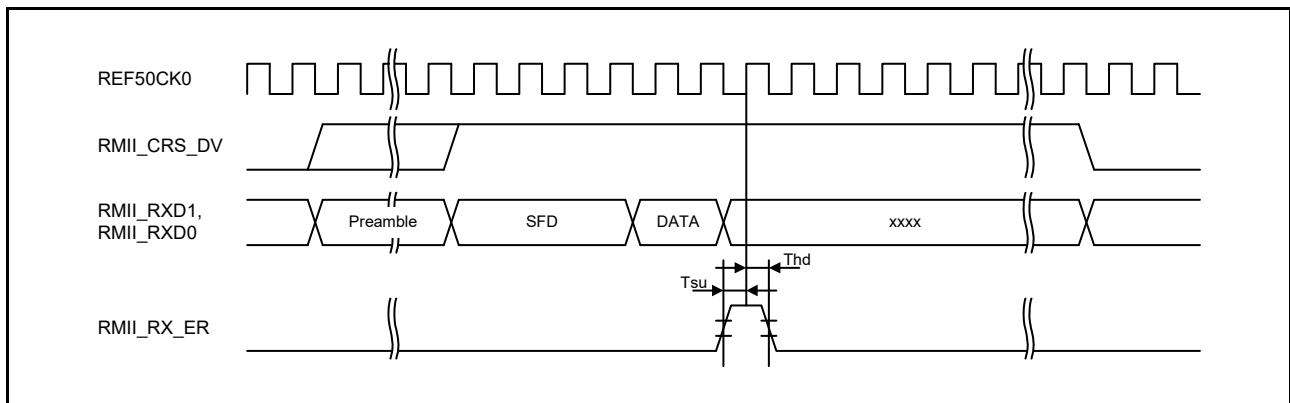 REF50CK0
RMII_CRS_DV
RMII_RXD1,
RMII_RXD0
Preamble
SFD
DATA
xxxx
Thd
Tsu
RMII_RX_ER